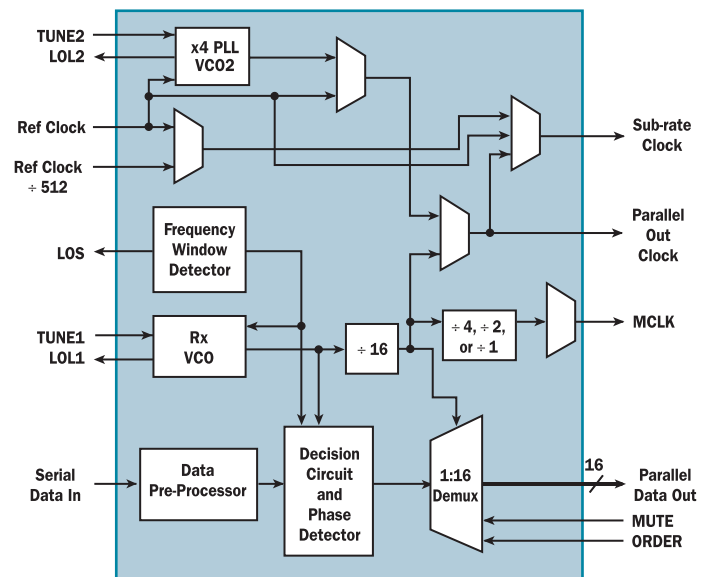 TUNE2
LOL2
x4 PLL
VCO2
Ref Clock
Ref Clock
÷ 512
Sub-rate
Clock
Parallel
Out
Clock
Frequency
Window
Detector
LOS
TUNE1
LOL1
Rx
VCO
÷ 16
÷ 4, ÷ 2,
or ÷ 1
MCLK
Serial
Data In
Data
Pre-Processor
Decision
Circuit
and
Phase
Detector
1:16
Demux
16
Parallel
Data Out
MUTE
ORDER